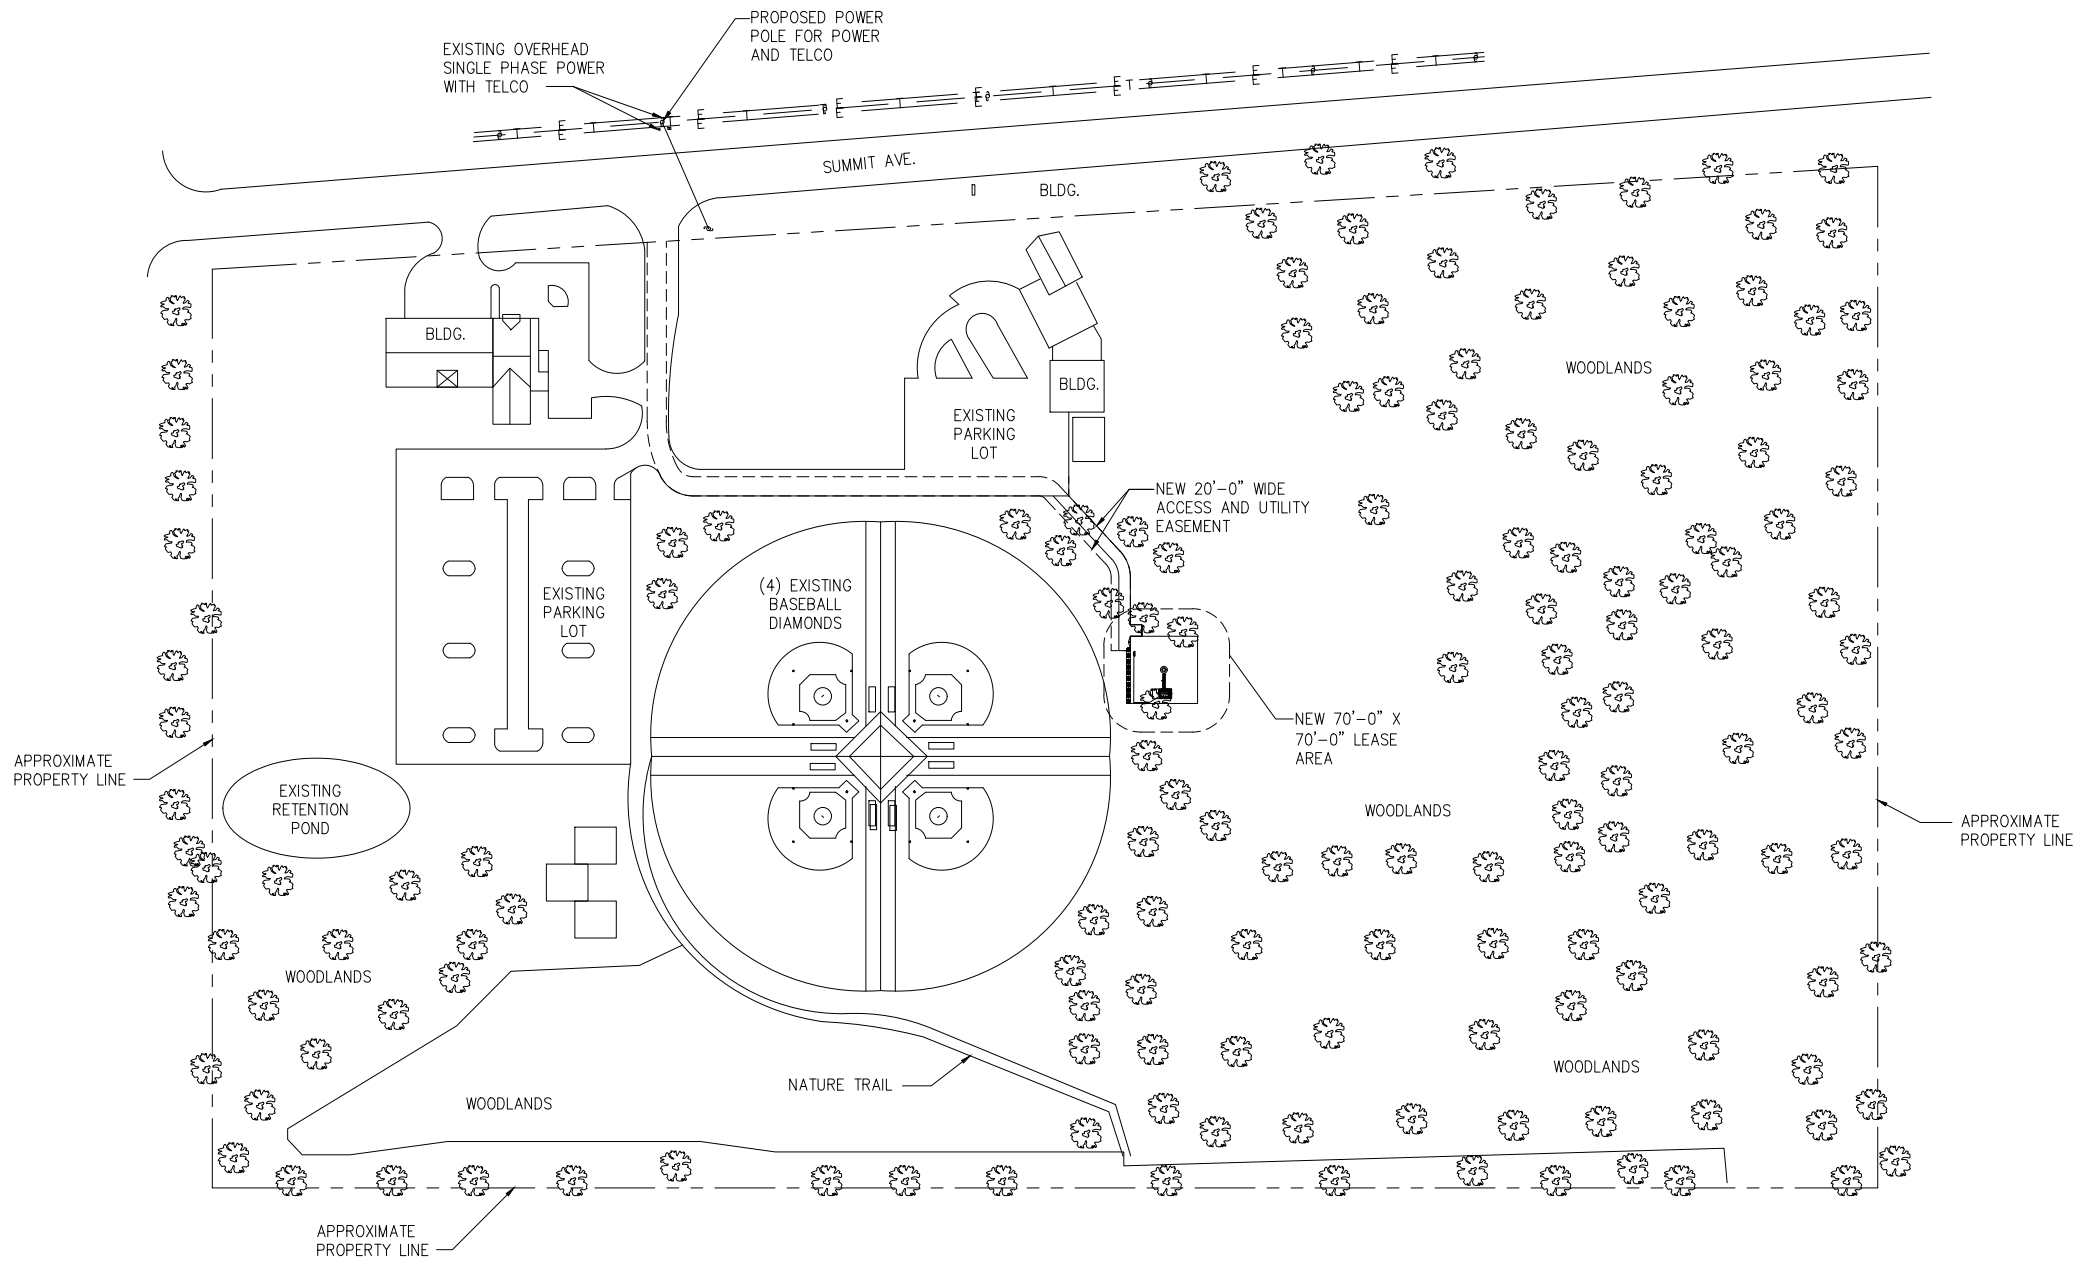 PROPOSED POWER
POLE FOR POWER
AND TELCO
EXISTING OVERHEAD
SINGLE PHASE POWER
WITH TELCO
E
T
E
E
T
E
E
T
E
E
T
E
E
T
E
T
E
T
E
T
E
T
SUMMIT AVE.
BLDG.
BLDG.
BLDG.
WOODLANDS
EXISTING
PARKING
LOT
NEW 20'-0" WIDE
ACCESS AND UTILITY
EASEMENT
(4) EXISTING
BASEBALL
DIAMONDS
EXISTING
PARKING
LOT
NEW 70'-0" X
70'-0" LEASE
AREA
APPROXIMATE
PROPERTY LINE
EXISTING
RETENTION
POND
WOODLANDS
APPROXIMATE
PROPERTY LINE
WOODLANDS
WOODLANDS
NATURE TRAIL
WOODLANDS
APPROXIMATE
PROPERTY LINE